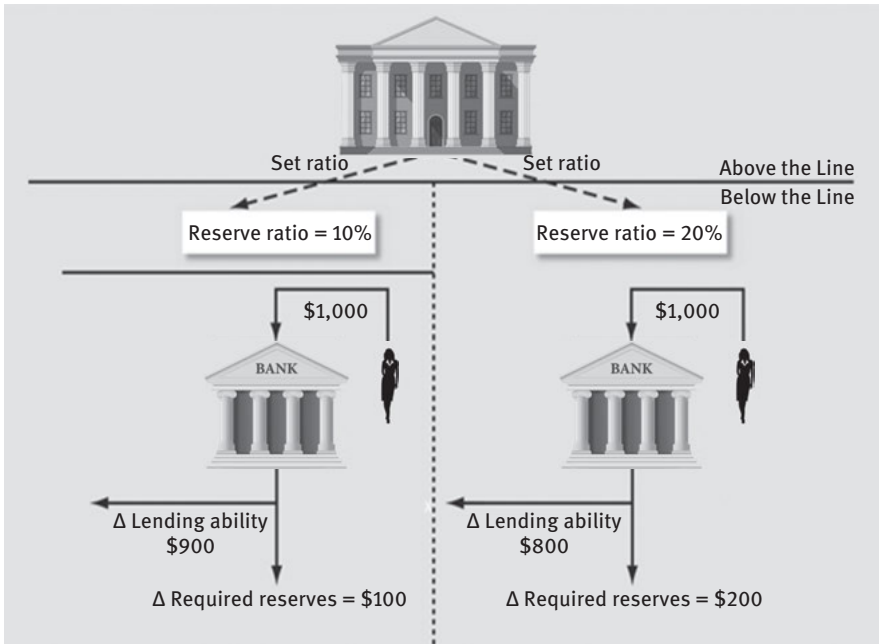 Set ratio
Set ratio
Above the Line
Below the Line
Reserve ratio = 10%
Reserve ratio = 20%
$1,000
$1,000
BANK
BANK
Δ Lending ability
$900
Δ Lending ability
$800
Δ Required reserves = $100
Δ Required reserves = $200